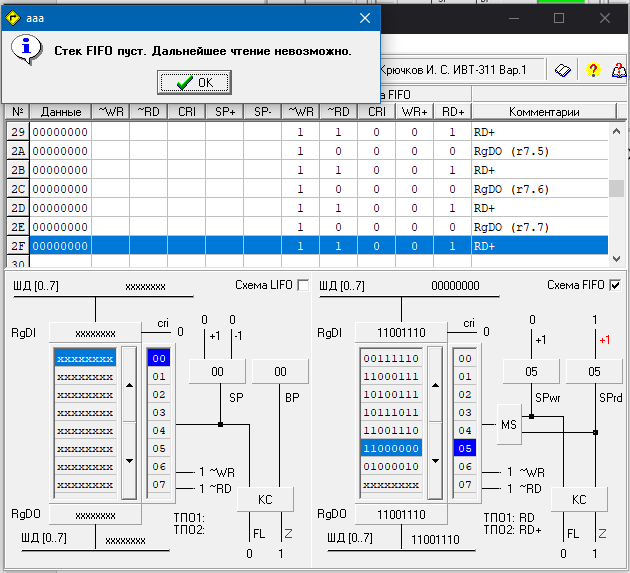 aaa
Стек FIFO пуст. Дальнейшее чтение невозможно.
OK
Крючков И. С. ИВТ-311 Вар.1
FIFO
№ Данные ~WR ~RD CRI SP+ SP- ~WR ~RD CRI WR+ RD+ Комментарии
29 00000000 1 1 0 0 1 RD+
2A 00000000 1 0 0 0 0 RgDO (r7.5)
2B 00000000 1 1 0 0 1 RD+
2C 00000000 1 0 0 0 0 RgDO (r7.6)
2D 00000000 1 1 0 0 1 RD+
2E 00000000 1 0 0 0 0 RgDO (r7.7)
2F 00000000 1 1 0 0 1 RD+
30
ШД [0..7] xxxxxxxx Схема LIFO
RgDI xxxxxxxx cri 0
0 0
+1 -1
xxxxxxxx 00
xxxxxxxx 01
xxxxxxxx 02
xxxxxxxx 03
xxxxxxxx 04
xxxxxxxx 05
xxxxxxxx 06
xxxxxxxx 07
00 00
SP BP
1 ~WR
1 ~RD
КС
RgDO xxxxxxxx
ТПО1:
ТПО2:
FL Z
0 1
ШД [0..7] xxxxxxxx
ШД [0..7] 00000000 Схема FIFO
RgDI 11001110 cri 0
0 1
+1 +1
00111110 00
11000111 01
10100111 02
10111011 03
11001110 04
11000000 05
01000010 06
xxxxxxxx 07
05 05
SPwr SPrd
MS
1 ~WR
1 ~RD
КС
RgDO 11001110
ТПО1: RD
ТПО2: RD+
FL Z
0 1
ШД [0..7] 11001110